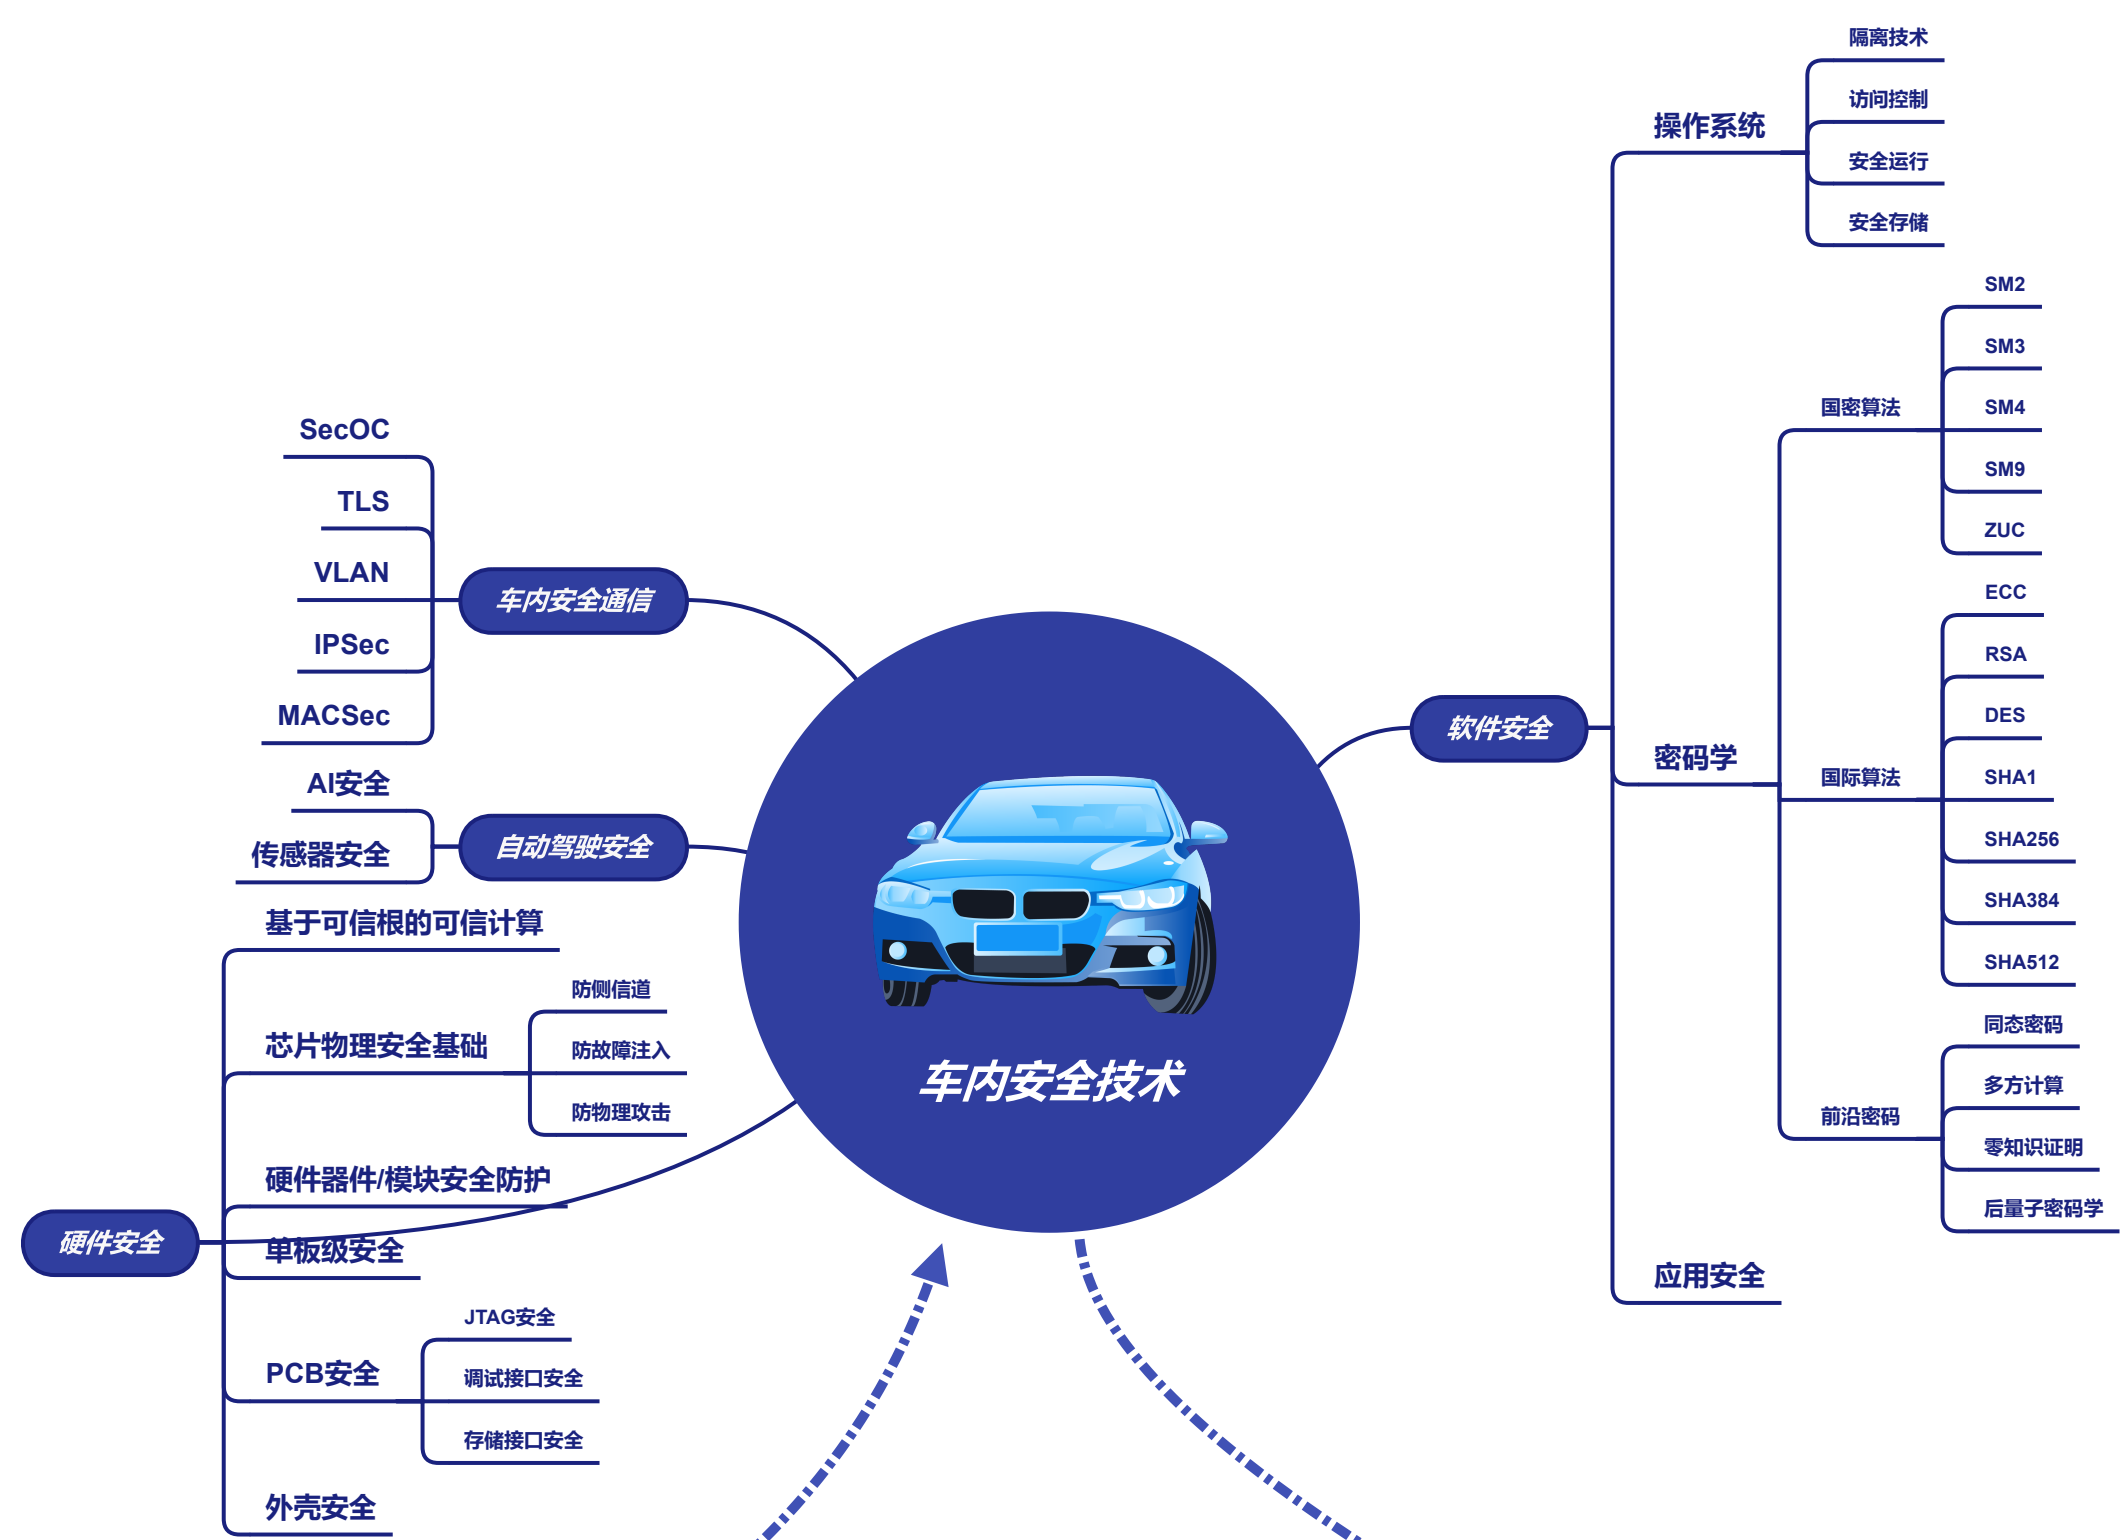 车内安全技术
车内安全通信
SecOC
TLS
VLAN
IPSec
MACSec
自动驾驶安全
AI安全
传感器安全
硬件安全
基于可信根的可信计算
芯片物理安全基础
防侧信道
防故障注入
防物理攻击
硬件器件/模块安全防护
单板级安全
PCB安全
JTAG安全
调试接口安全
存储接口安全
外壳安全
软件安全
操作系统
隔离技术
访问控制
安全运行
安全存储
密码学
国密算法
SM2
SM3
SM4
SM9
ZUC
国际算法
ECC
RSA
DES
SHA1
SHA256
SHA384
SHA512
前沿密码
同态密码
多方计算
零知识证明
后量子密码学
应用安全